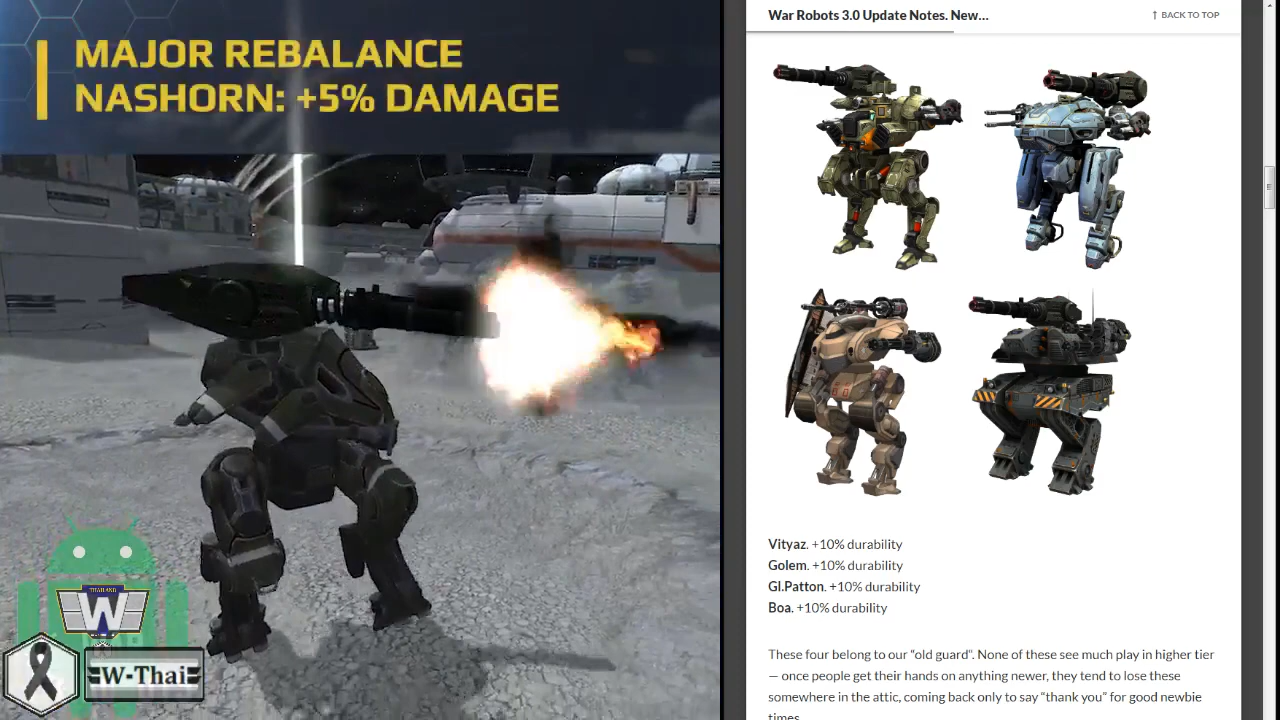 MAJOR REBALANCE
NASHORN: +5% DAMAGE
THAILAND
W
W-Thai
War Robots 3.0 Update Notes. New...
↑ BACK TO TOP
Vityaz. +10% durability
Golem. +10% durability
Gl.Patton. +10% durability
Boa. +10% durability
These four belong to our “old guard”. None of these see much play in higher tier
— once people get their hands on anything newer, they tend to lose these
somewhere in the attic, coming back only to say “thank you” for good newbie
times.